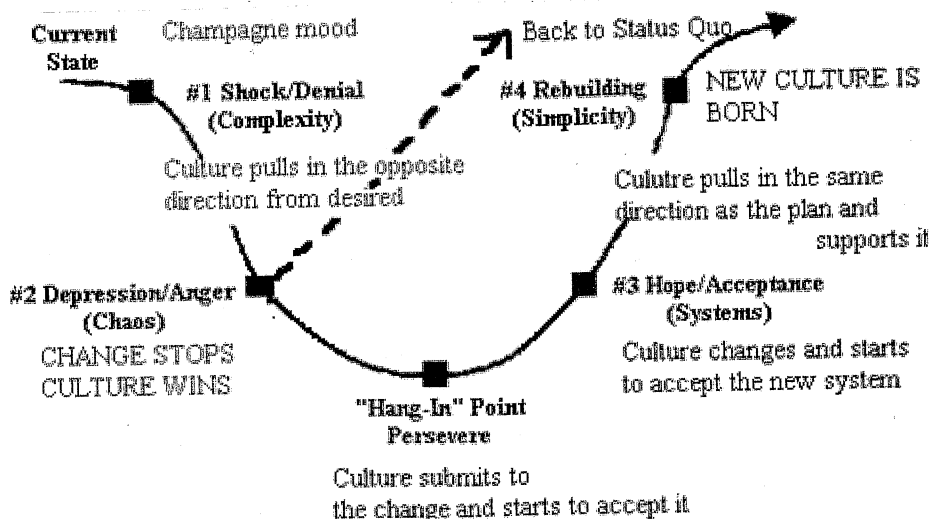 Current
State
Champagne mood
Back to Status Quo
#1 Shock/Denial
(Complexity)
#4 Rebuilding
(Simplicity)
NEW CULTURE IS
BORN
Culture pulls in the opposite
direction from desired
Culultre pulls in the same
direction as the plan and
supports it
#2 Depression/Anger
(Chaos)
CHANGE STOPS
CULTURE WINS
#3 Hope/Acceptance
(Systems)
Culture changes and starts
to accept the new system
"Hang-In" Point
Persevere
Culture submits to
the change and starts to accept it